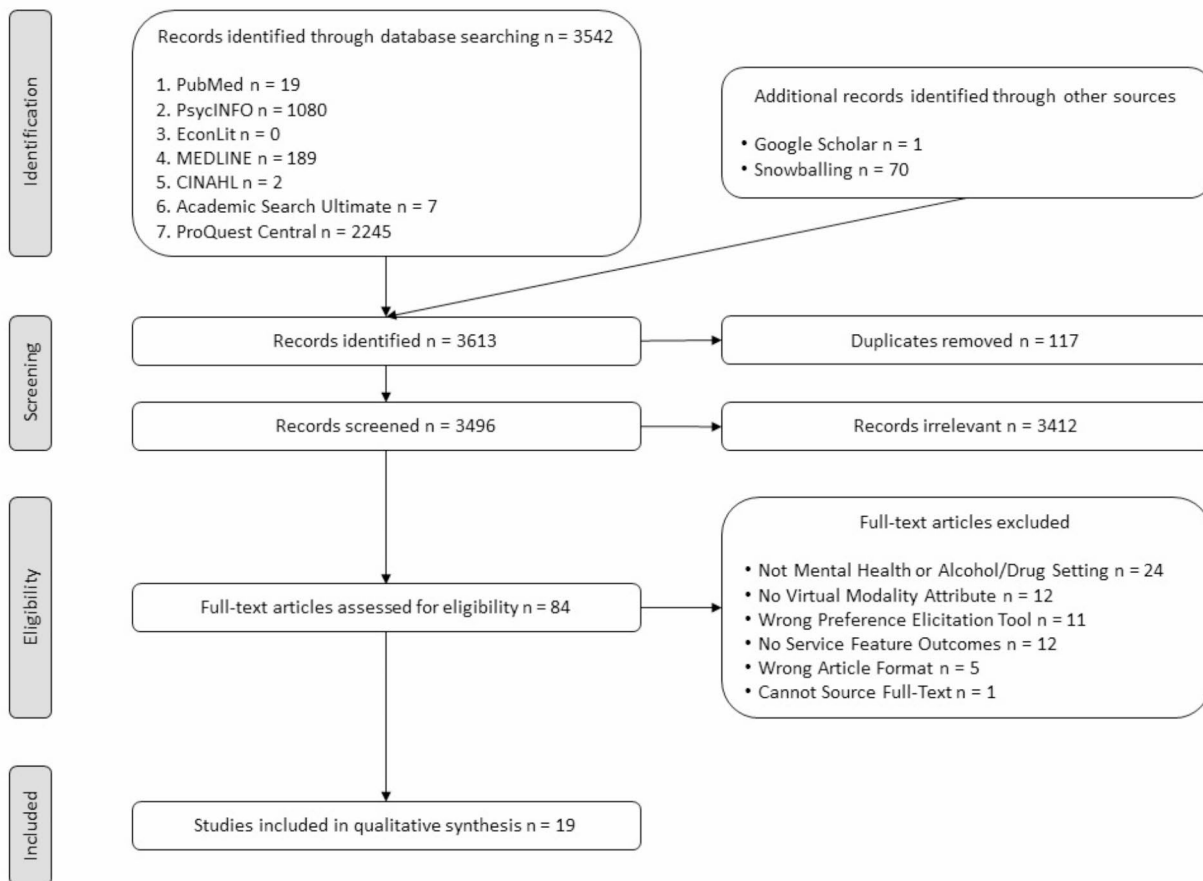 Identification
Records identified through database searching n = 3542
1. PubMed n = 19
2. PsycINFO n = 1080
3. EconLit n = 0
4. MEDLINE n = 189
5. CINAHL n = 2
6. Academic Search Ultimate n = 7
7. ProQuest Central n = 2245
Additional records identified through other sources
• Google Scholar n = 1
• Snowballing n = 70
Screening
Records identified n = 3613
Duplicates removed n = 117
Records screened n = 3496
Records irrelevant n = 3412
Eligibility
Full-text articles assessed for eligibility n = 84
Full-text articles excluded
• Not Mental Health or Alcohol/Drug Setting n = 24
• No Virtual Modality Attribute n = 12
• Wrong Preference Elicitation Tool n = 11
• No Service Feature Outcomes n = 12
• Wrong Article Format n = 5
• Cannot Source Full-Text n = 1
Included
Studies included in qualitative synthesis n = 19